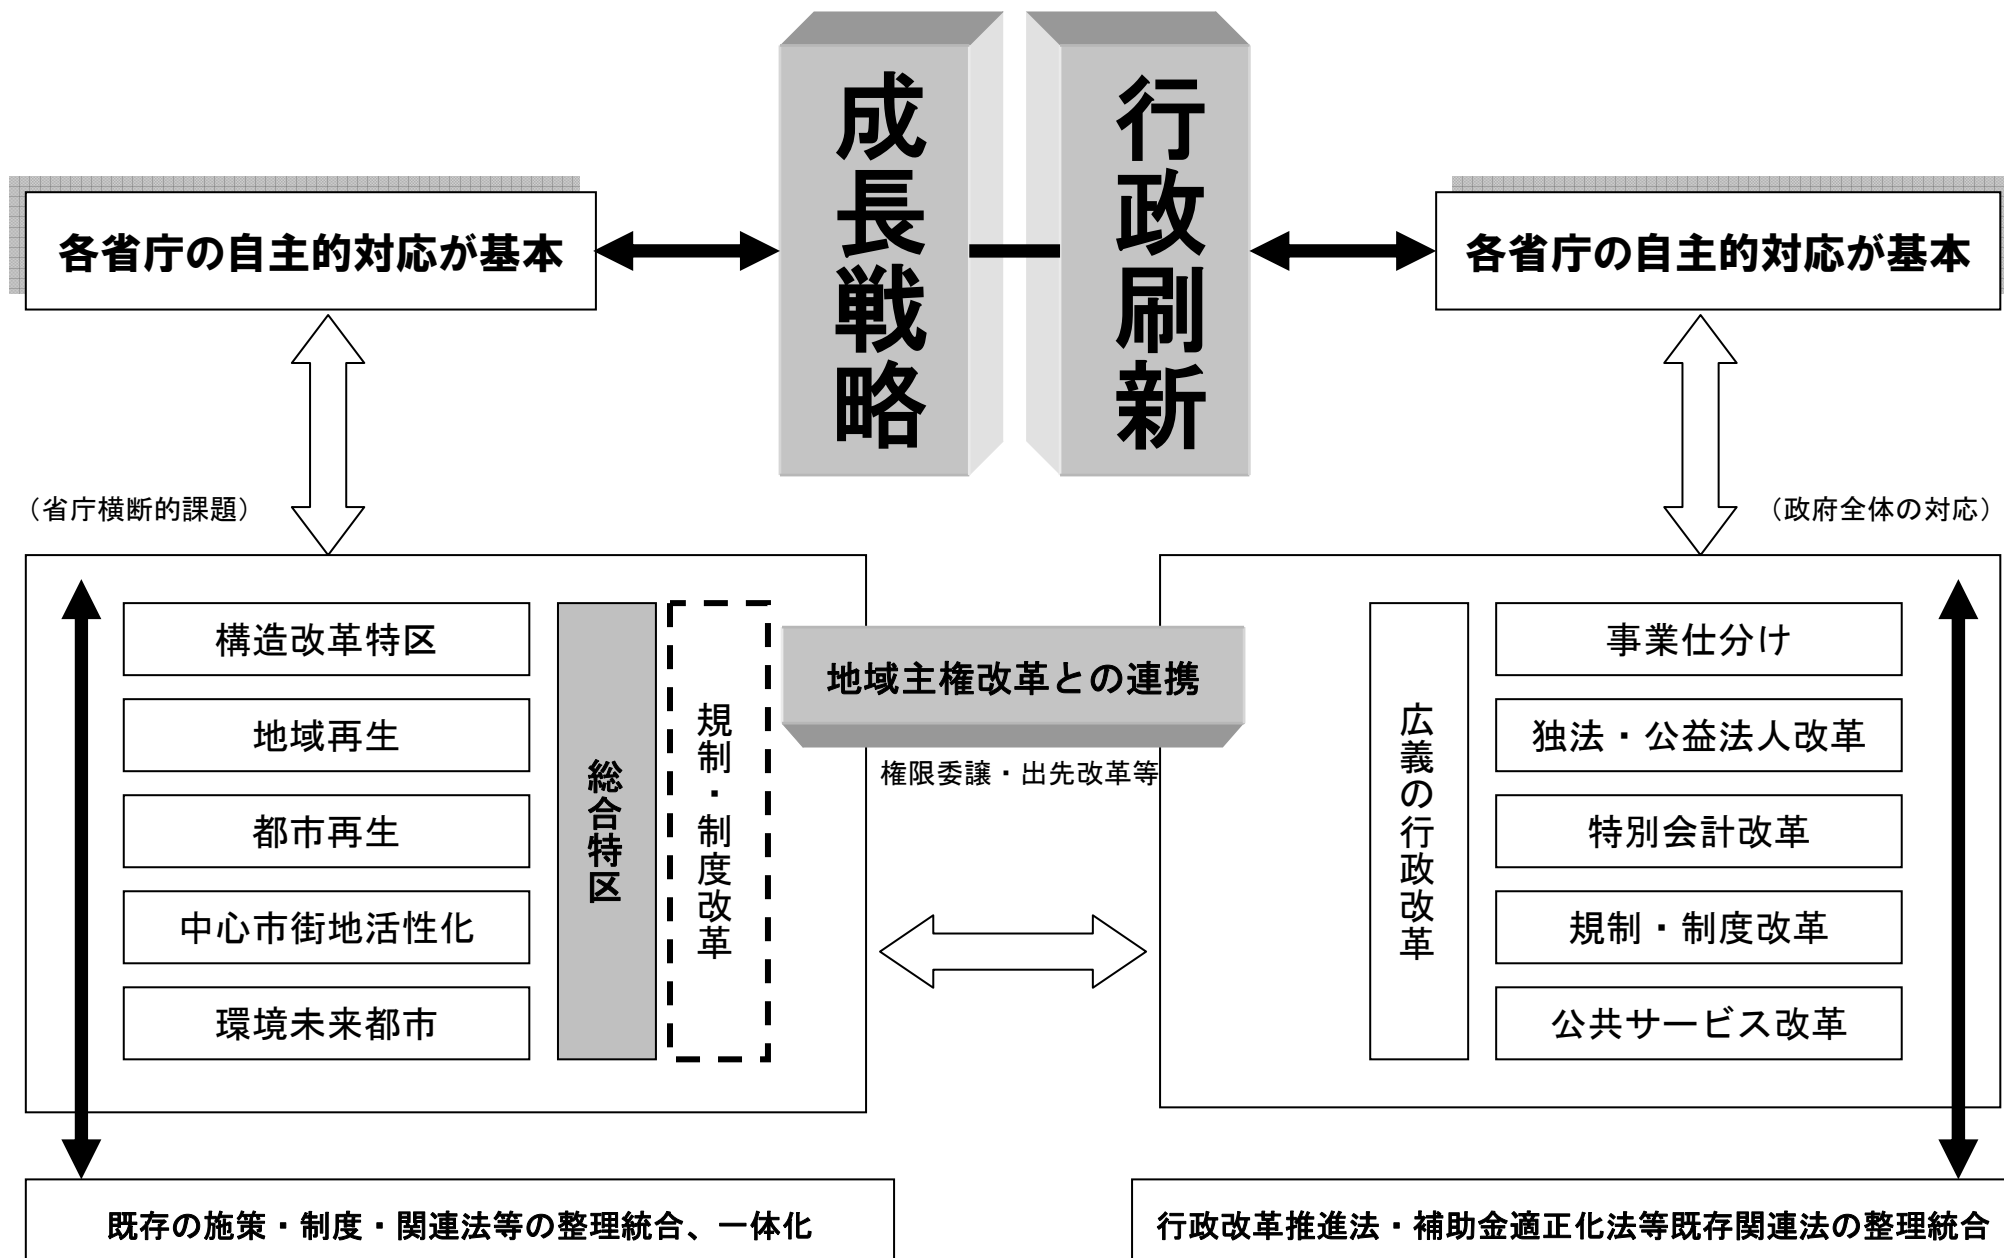 成長戦略
行政刷新
各省庁の自主的対応が基本
各省庁の自主的対応が基本
（省庁横断的課題）
（政府全体の対応）
構造改革特区
地域再生
都市再生
中心市街地活性化
環境未来都市
総合特区
規制・制度改革
地域主権改革との連携
権限委譲・出先改革等
広義の行政改革
事業仕分け
独法・公益法人改革
特別会計改革
規制・制度改革
公共サービス改革
既存の施策・制度・関連法等の整理統合、一体化
行政改革推進法・補助金適正化法等既存関連法の整理統合